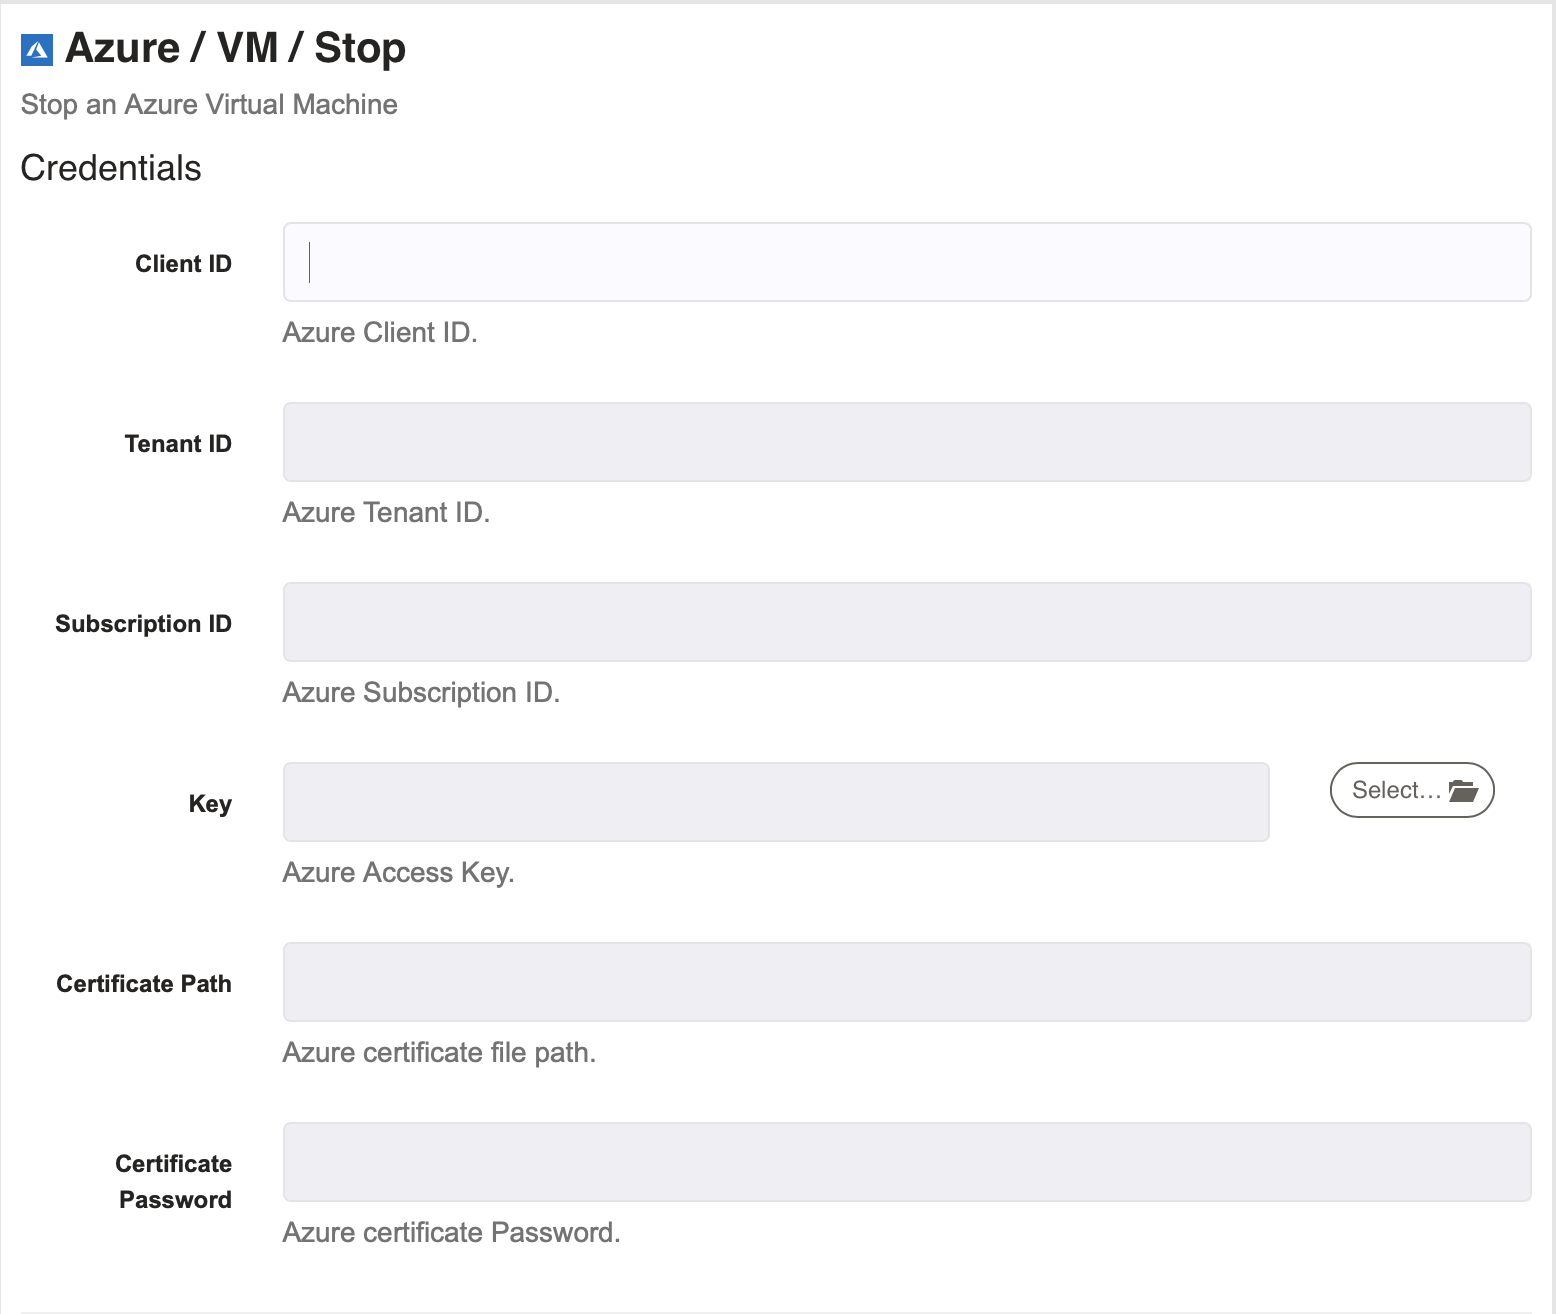 Azure / VM / Stop
Stop an Azure Virtual Machine
Credentials
Client ID
Azure Client ID.
Tenant ID
Azure Tenant ID.
Subscription ID
Azure Subscription ID.
Key
Select...
Azure Access Key.
Certificate Path
Azure certificate file path.
Certificate
Password
Azure certificate Password.